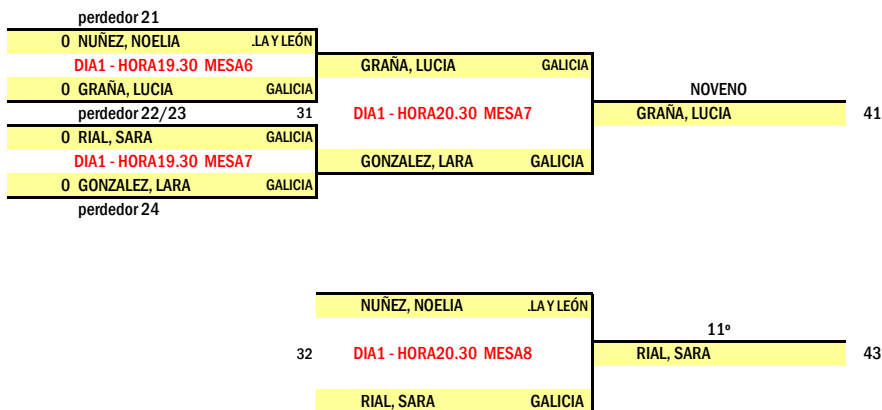 perdedor 21
0 NUÑEZ, NOELIA .LA Y LEÓN
DIA1 - HORA19.30 MESA6 GRAÑA, LUCIA GALICIA
0 GRAÑA, LUCIA GALICIA NOVENO
perdedor 22/23 31 DIA1 - HORA20.30 MESA7 GRAÑA, LUCIA 41
0 RIAL, SARA GALICIA
DIA1 - HORA19.30 MESA7 GONZALEZ, LARA GALICIA
0 GONZALEZ, LARA GALICIA
perdedor 24
NUÑEZ, NOELIA .LA Y LEÓN
11º
32 DIA1 - HORA20.30 MESA8 RIAL, SARA 43
RIAL, SARA GALICIA